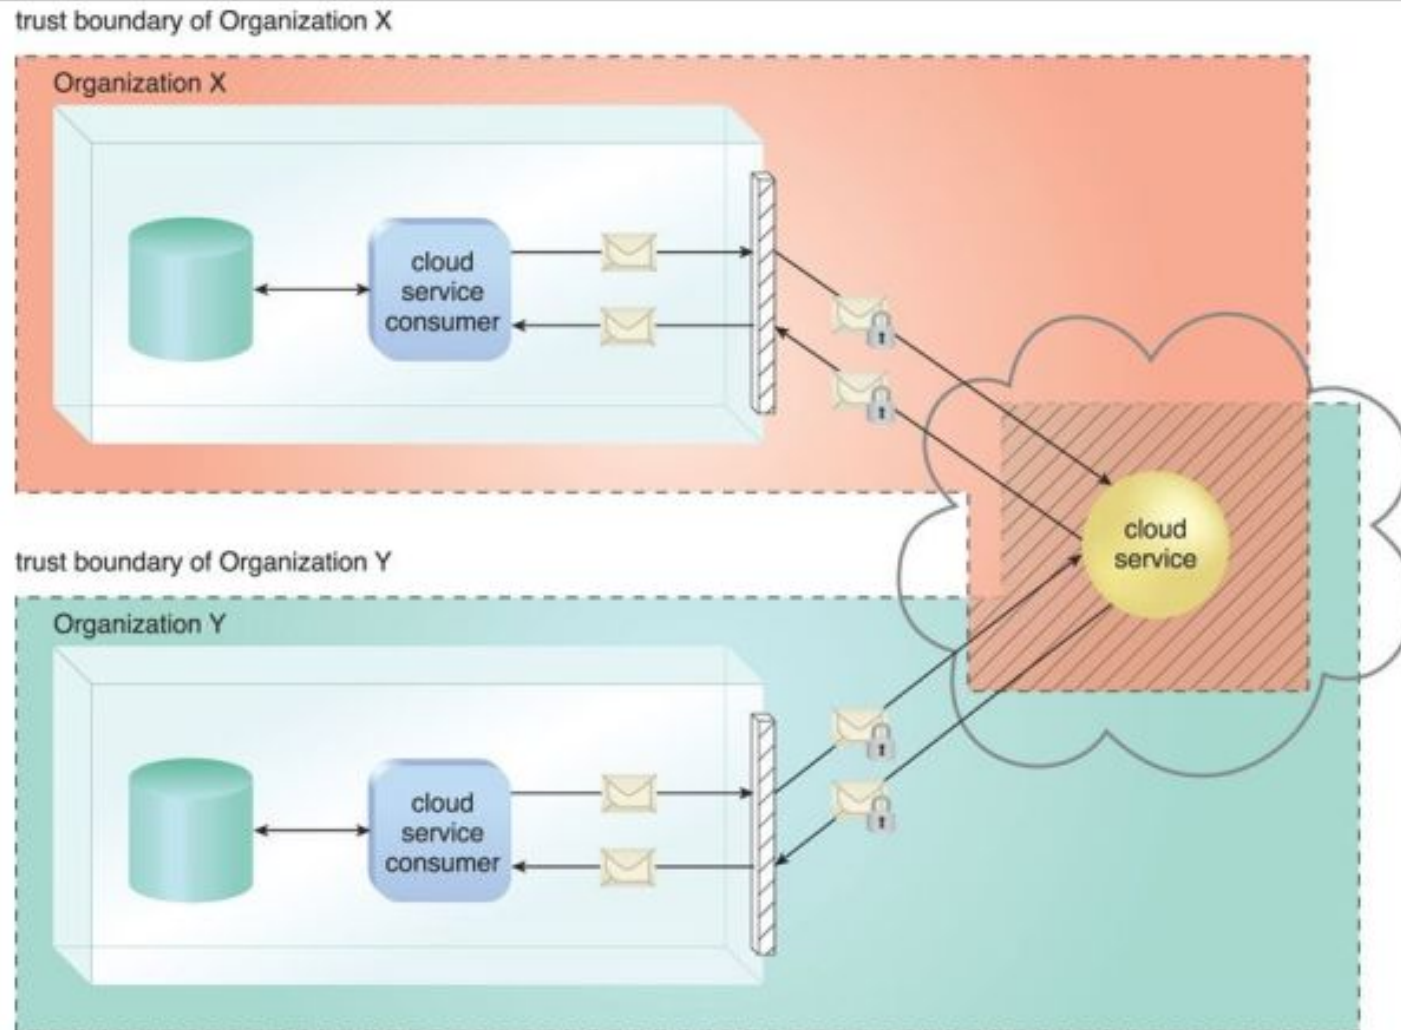 trust boundary of Organization X
Organization X
cloud
service
consumer
cloud
service
trust boundary of Organization Y
Organization Y
cloud
service
consumer